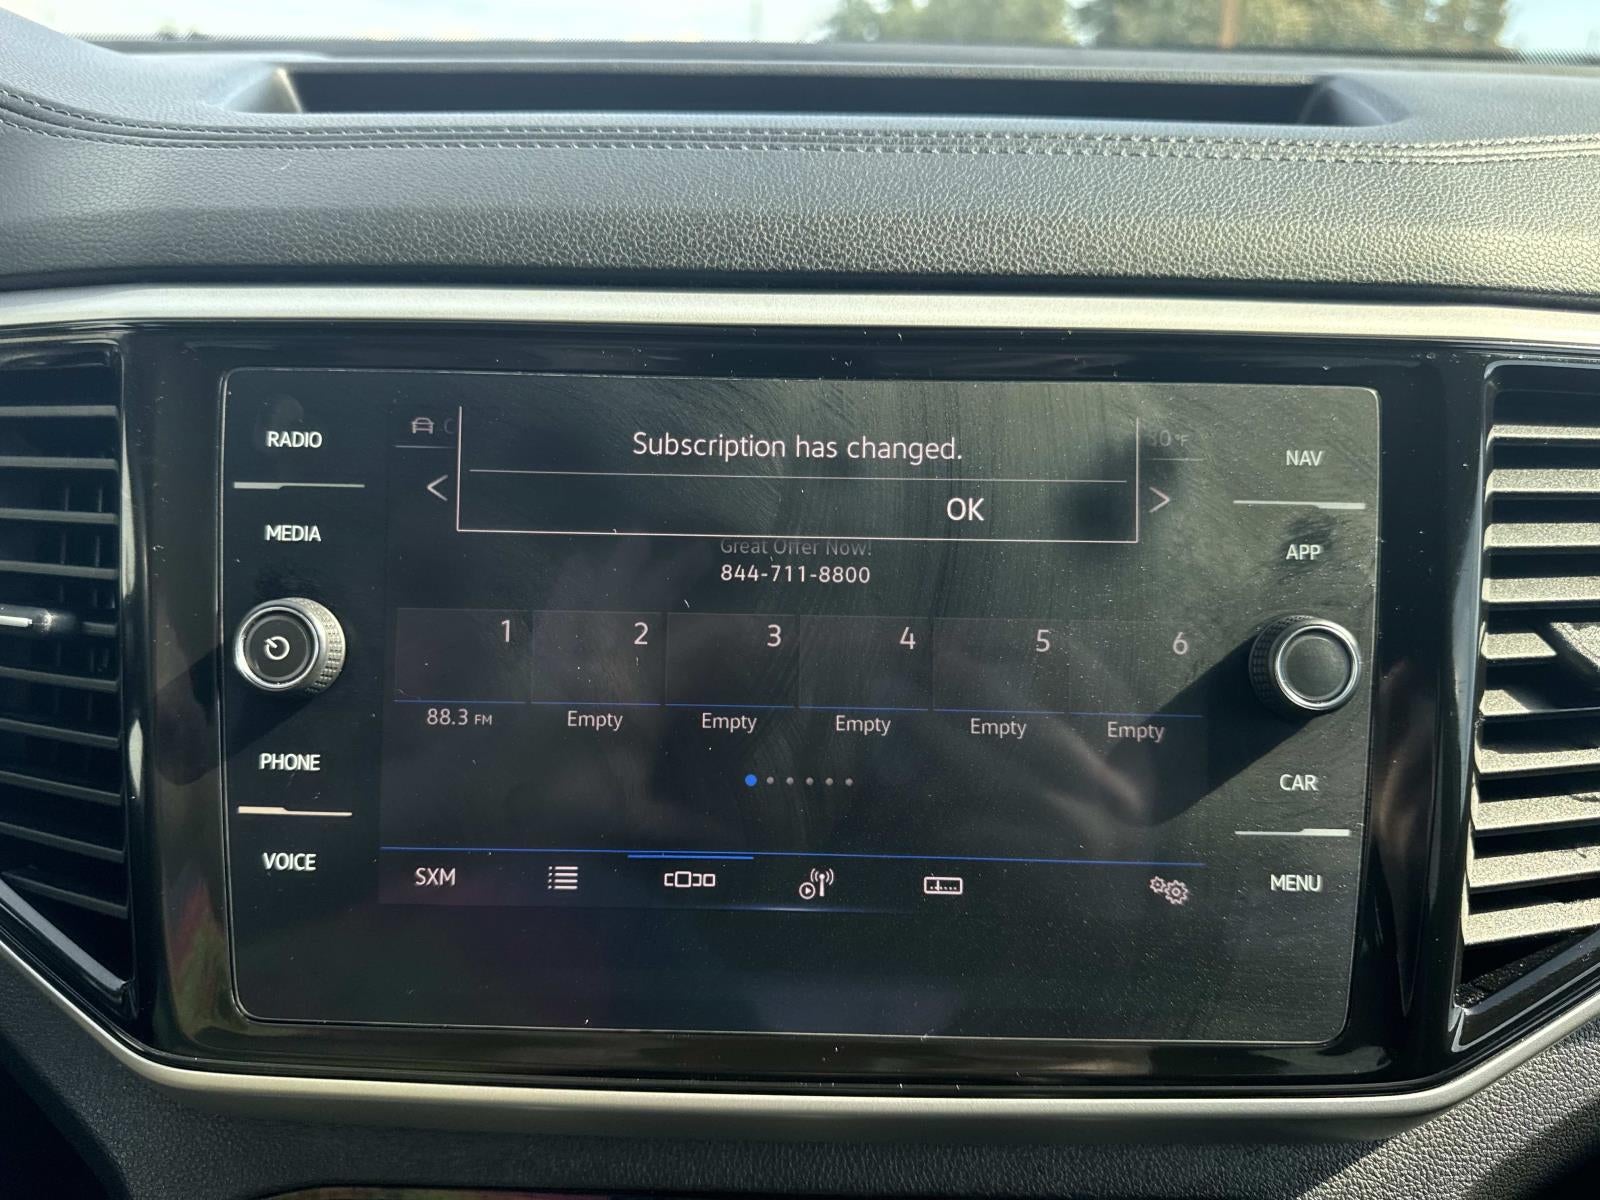 RADIO
MEDIA
PHONE
VOICE
Subscription has changed.
<
OK
>
Great Offer Now!
844-711-8800
1 2 3 4 5 6
88.3 FM Empty Empty Empty Empty Empty
SXM
NAV
APP
CAR
MENU